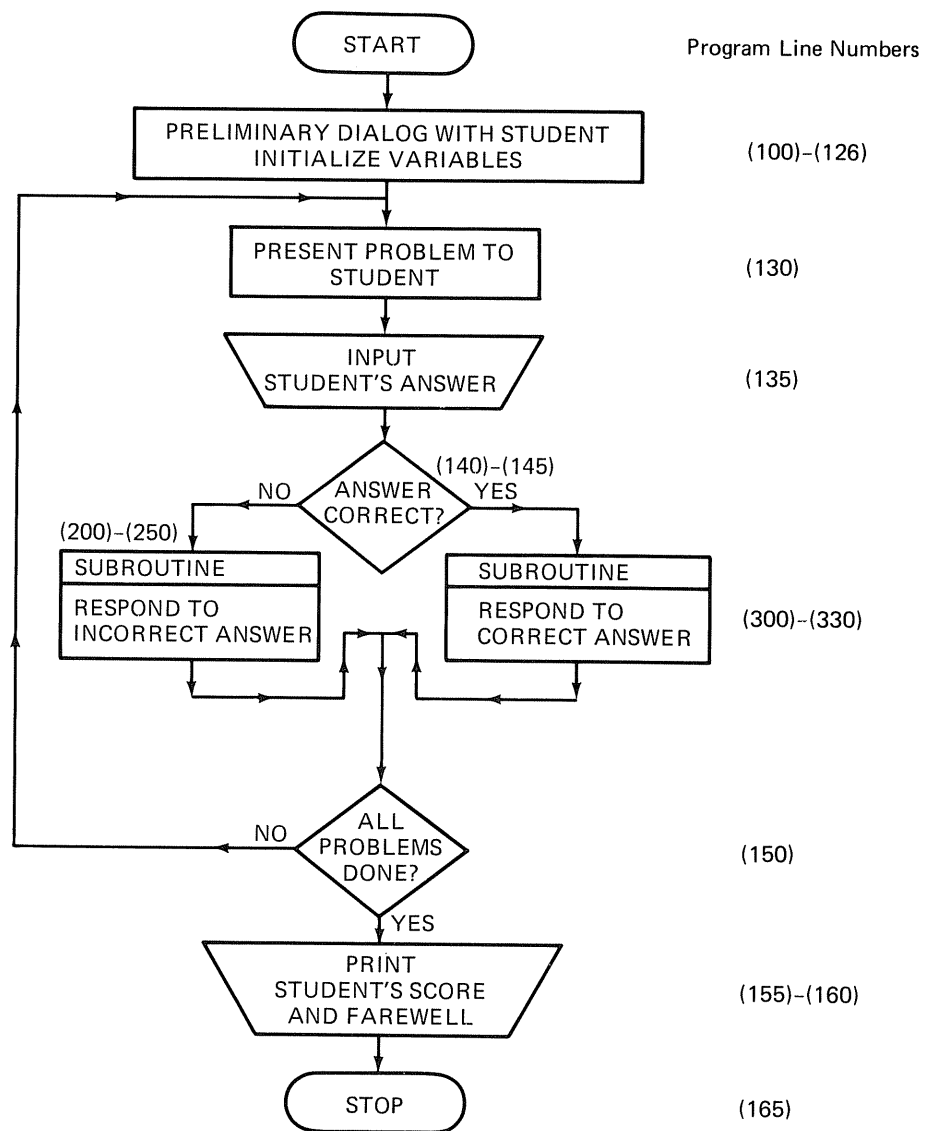 START
Program Line Numbers
PRELIMINARY DIALOG WITH STUDENT
INITIALIZE VARIABLES
(100)–(126)
PRESENT PROBLEM TO
STUDENT
(130)
INPUT
STUDENT'S ANSWER
(135)
(140)–(145)
NO
ANSWER
CORRECT?
YES
(200)–(250)
SUBROUTINE
RESPOND TO
INCORRECT ANSWER
SUBROUTINE
RESPOND TO
CORRECT ANSWER
(300)–(330)
NO
ALL
PROBLEMS
DONE?
(150)
YES
PRINT
STUDENT'S SCORE
AND FAREWELL
(155)–(160)
STOP
(165)